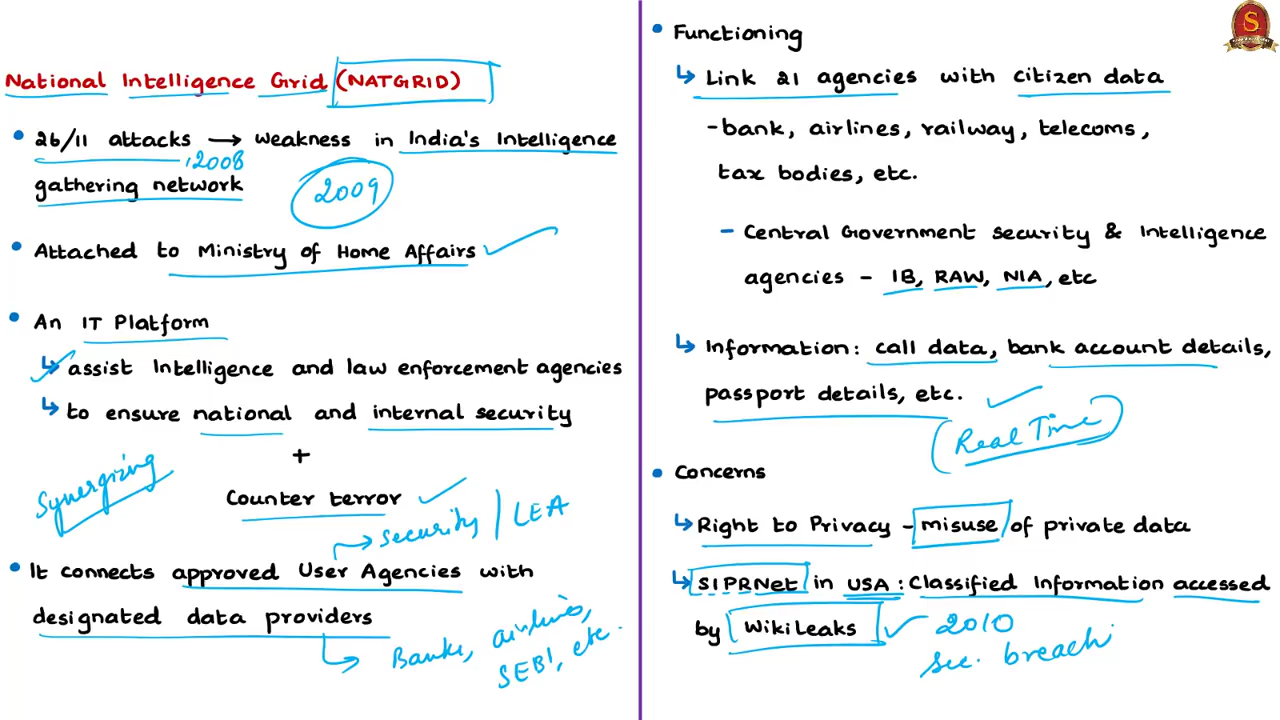 National Intelligence Grid (NATGRID)
• 26/11 attacks → weakness in India's Intelligence
, 2008
gathering network
2009
• Attached to Ministry of Home Affairs
• An IT Platform
↳ assist Intelligence and law enforcement agencies
↳ to ensure national and internal security
+
Synergizing
Counter terror
→ Security / LEA
• It connects approved User Agencies with
designated data providers
→ Banks, airlines,
SEBI, etc.
S
• Functioning
↳ Link 21 agencies with citizen data
-bank, airlines, railway, telecoms,
tax bodies, etc.
- Central Government security & Intelligence
agencies - IB, RAW, NIA, etc
↳ Information: call data, bank account details,
passport details, etc.
(Real Time)
• Concerns
↳ Right to Privacy - misuse of private data
↳ SIPRNet in USA: Classified Information accessed
by WikiLeaks
2010
sec. breach